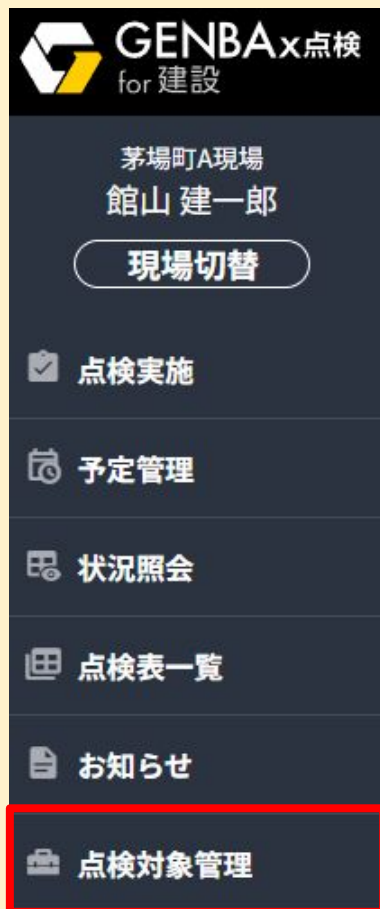 GENBAx点検
for 建設
茅場町A現場
館山 建一郎
現場切替
点検実施
予定管理
状況照会
点検表一覧
お知らせ
点検対象管理